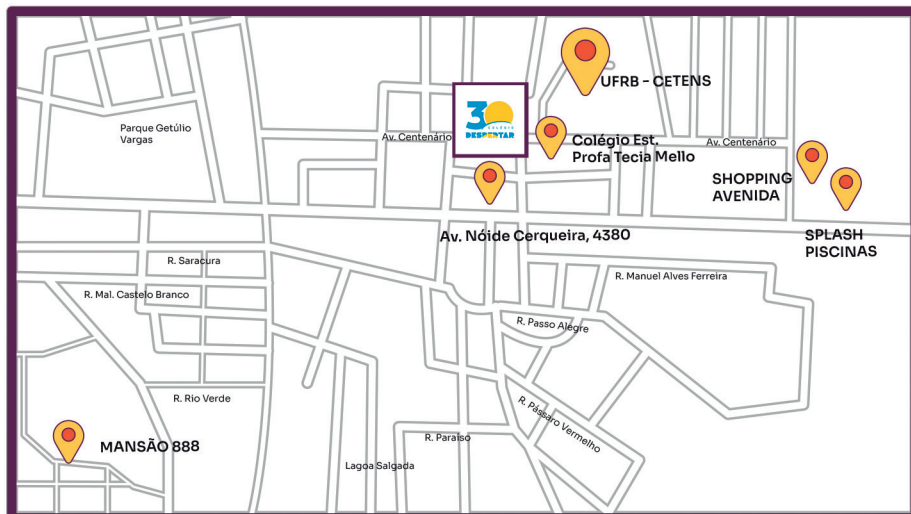 UFRB - CETENS
30
COLÉGIO
DESPERTAR
Parque Getúlio
Vargas
Av. Centenário
Colégio Est.
Profa Tecia Mello
Av. Centenário
SHOPPING
AVENIDA
Av. Nóide Cerqueira, 4380
SPLASH
PISCINAS
R. Saracura
R. Manuel Alves Ferreira
R. Mal. Castelo Branco
R. Passo Alegre
R. Rio Verde
R. Pássaro Vermelho
R. Paraíso
MANSÃO 888
Lagoa Salgada